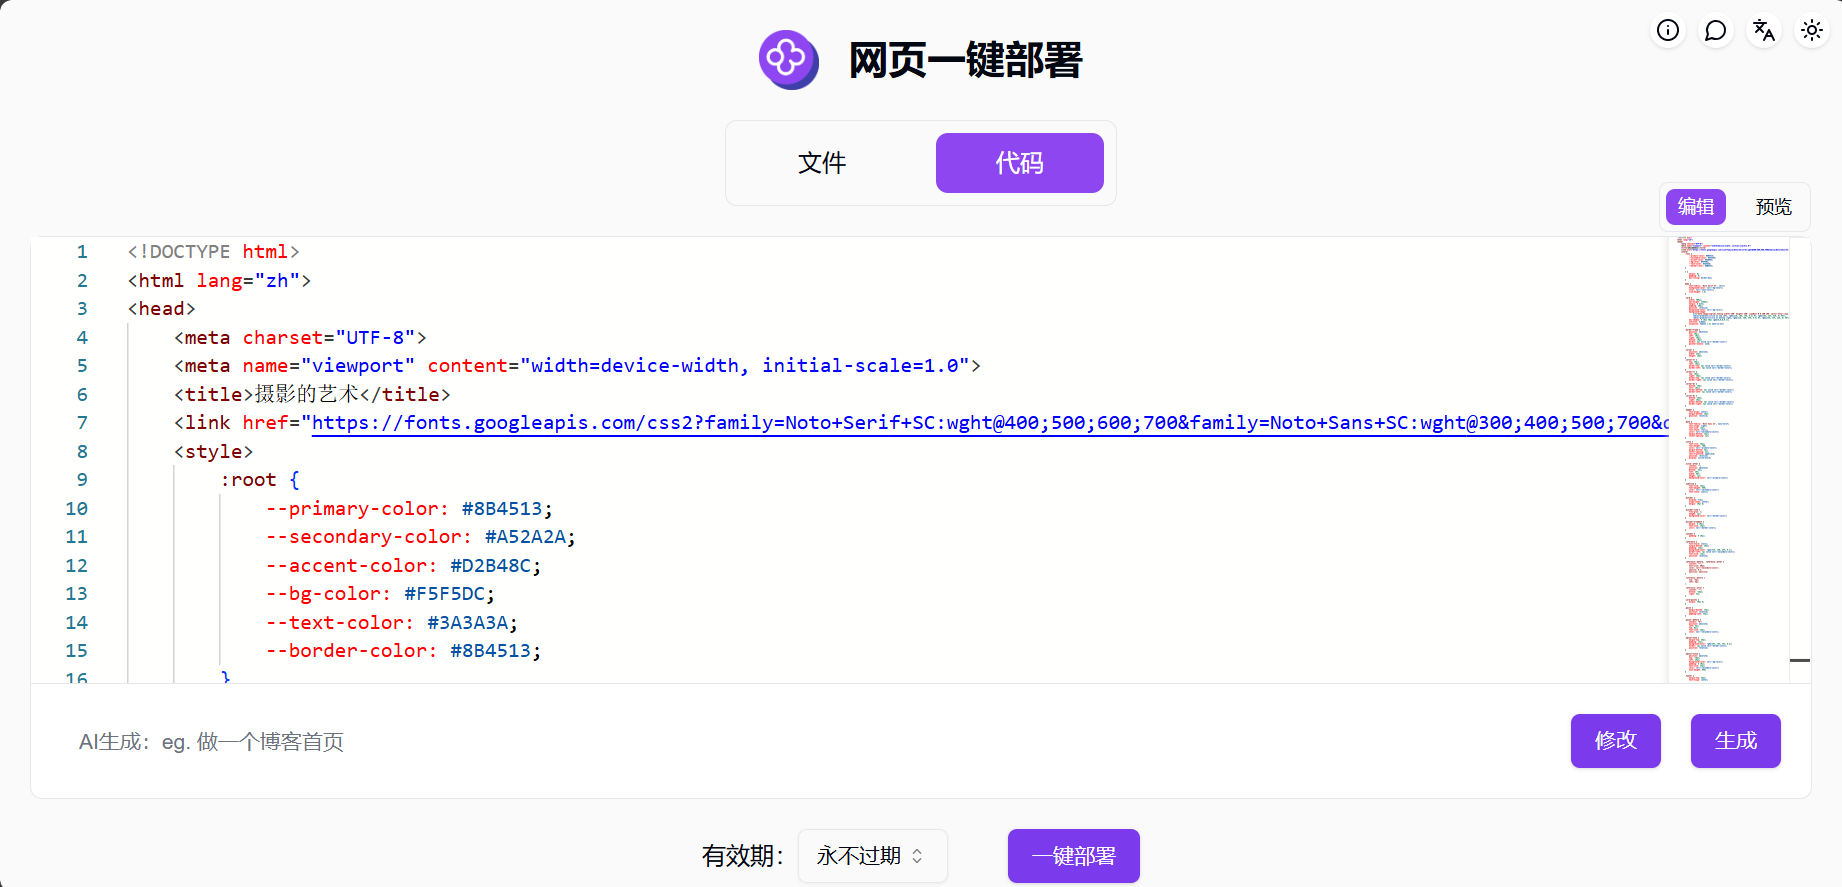 网页一键部署
文件 代码
编辑 预览
1 <!DOCTYPE html>
2 <html lang="zh">
3 <head>
4 <meta charset="UTF-8">
5 <meta name="viewport" content="width=device-width, initial-scale=1.0">
6 <title>摄影的艺术</title>
7 <link href="https://fonts.googleapis.com/css2?family=Noto+Serif+SC:wght@400;500;600;700&family=Noto+Sans+SC:wght@300;400;500;700&
8 <style>
9 :root {
10 --primary-color: #8B4513;
11 --secondary-color: #A52A2A;
12 --accent-color: #D2B48C;
13 --bg-color: #F5F5DC;
14 --text-color: #3A3A3A;
15 --border-color: #8B4513;
16 }
AI生成：eg. 做一个博客首页
修改 生成
有效期： 永不过期 一键部署